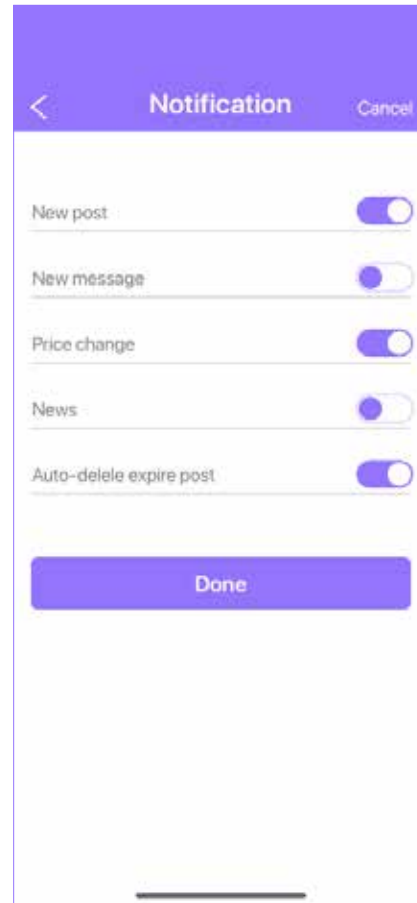 Notification
Cancel
New post
New message
Price change
News
Auto-delele expire post
Done